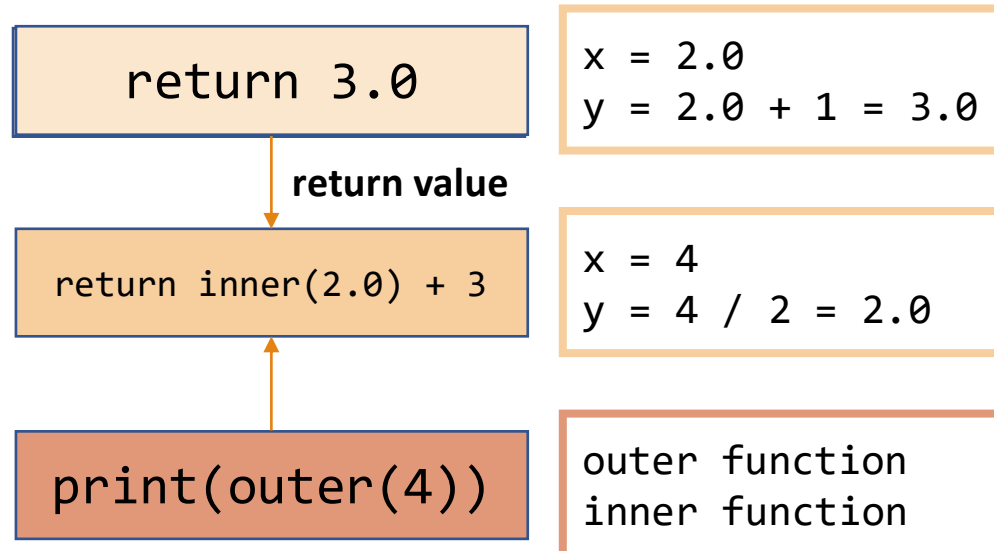 return 3.0
x = 2.0
y = 2.0 + 1 = 3.0
return value
return inner(2.0) + 3
x = 4
y = 4 / 2 = 2.0
print(outer(4))
outer function
inner function